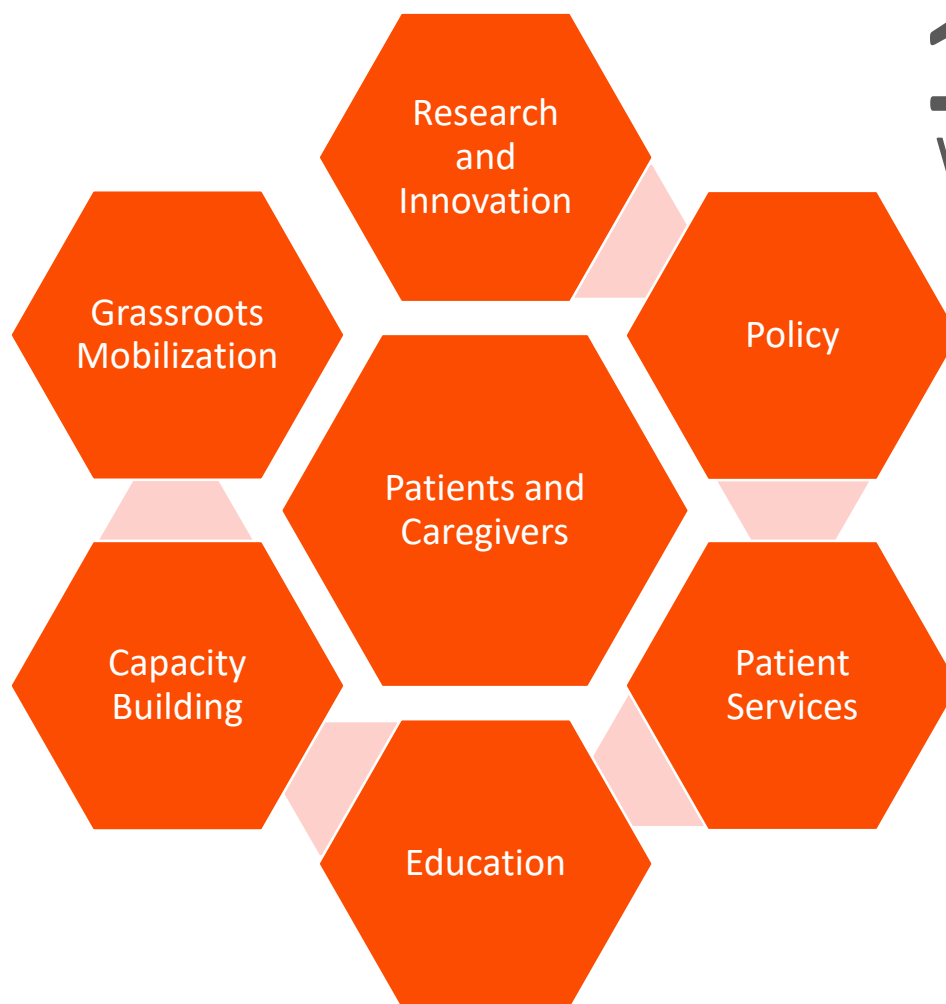 Research
and
Innovation
Grassroots
Mobilization
Policy
Patients and
Caregivers
Capacity
Building
Patient
Services
Education